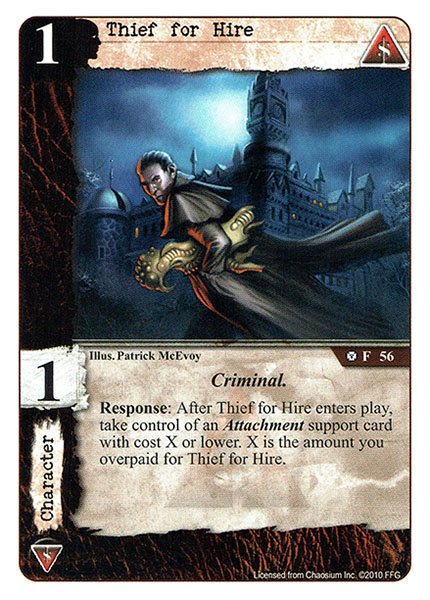 1
Thief for Hire
Illus. Patrick McEvoy
F 56
1
Character
Criminal.
Response: After Thief for Hire enters play,
take control of an Attachment support card
with cost X or lower. X is the amount you
overpaid for Thief for Hire.
Licensed from Chaosium Inc. ©2010 FFG